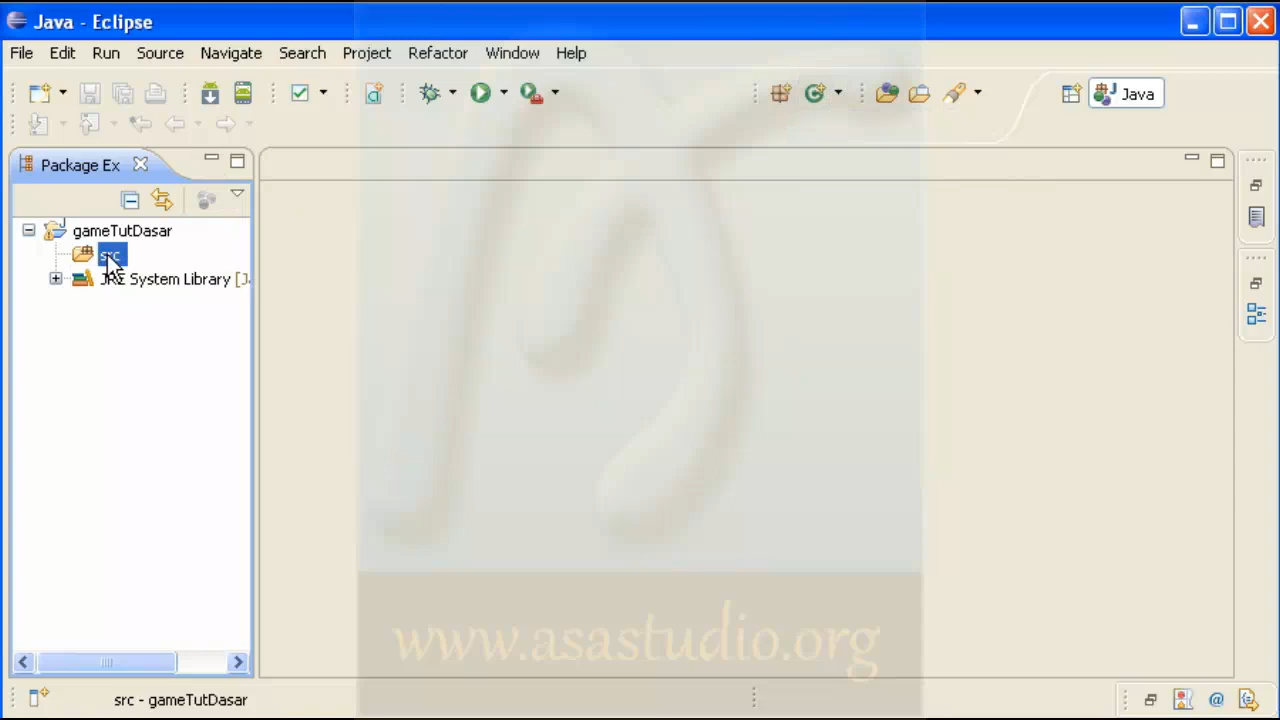 Java - Eclipse
File Edit Run Source Navigate Search Project Refactor Window Help
Java
Package Ex
gameTutDasar
src
JRE System Library [J
www.asastudio.org
src - gameTutDasar